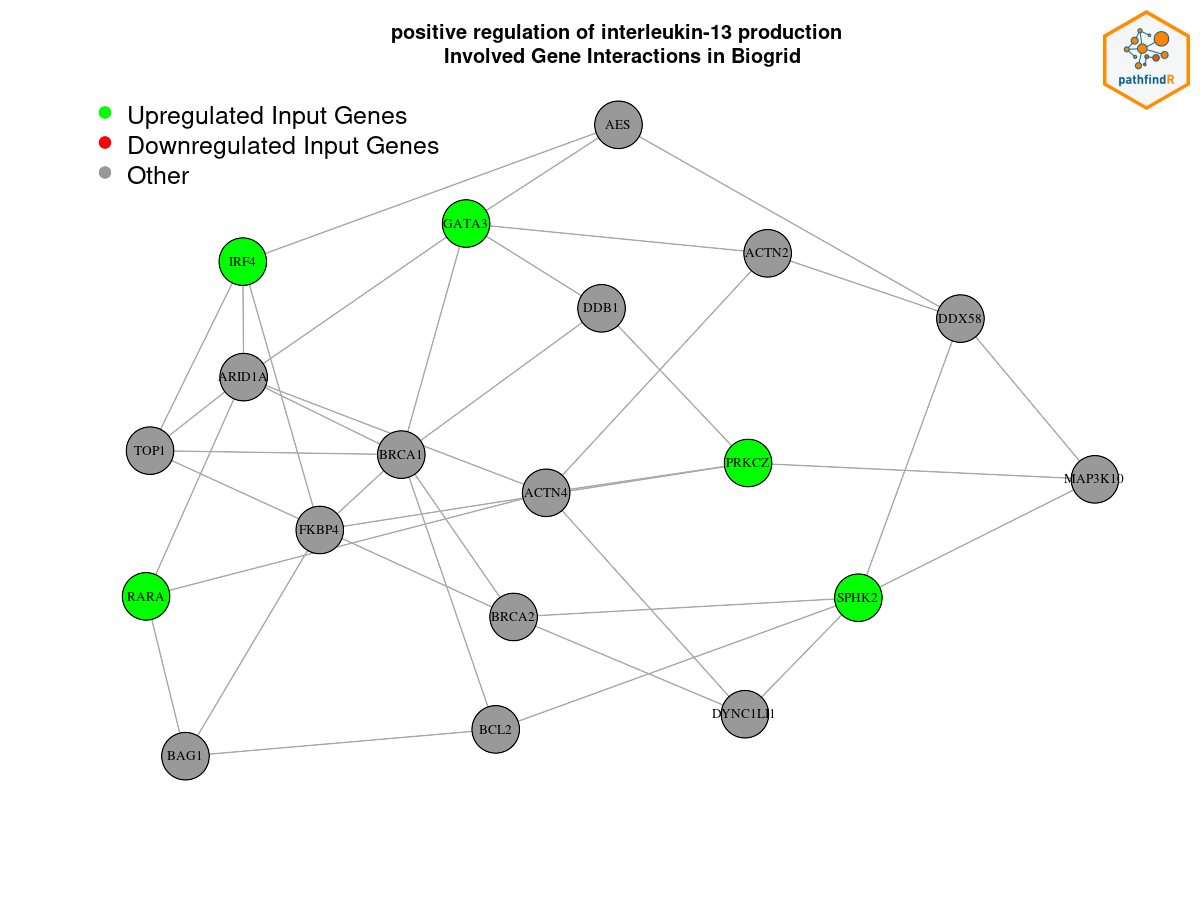 positive regulation of interleukin-13 production
Involved Gene Interactions in Biogrid
pathfindR
Upregulated Input Genes
Downregulated Input Genes
Other
AES
GATA3
IRF4
ACTN2
DDB1
DDX58
ARID1A
TOP1
BRCA1
PRKCZ
MAP3K10
ACTN4
FKBP4
RARA
SPHK2
BRCA2
DYNC1LI1
BCL2
BAG1